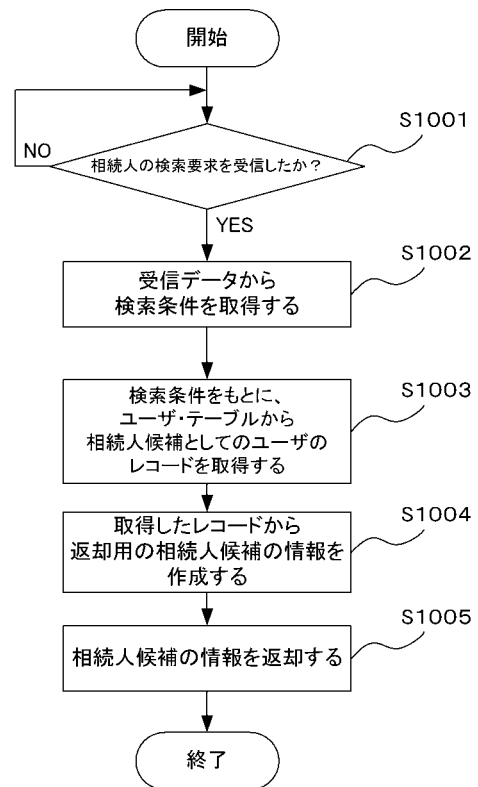 開始
S1001
相続人の検索要求を受信したか？
NO
YES
S1002
受信データから
検索条件を取得する
S1003
検索条件をもとに、
ユーザ・テーブルから
相続人候補としてのユーザの
レコードを取得する
S1004
取得したレコードから
返却用の相続人候補の情報を
作成する
S1005
相続人候補の情報を返却する
終了